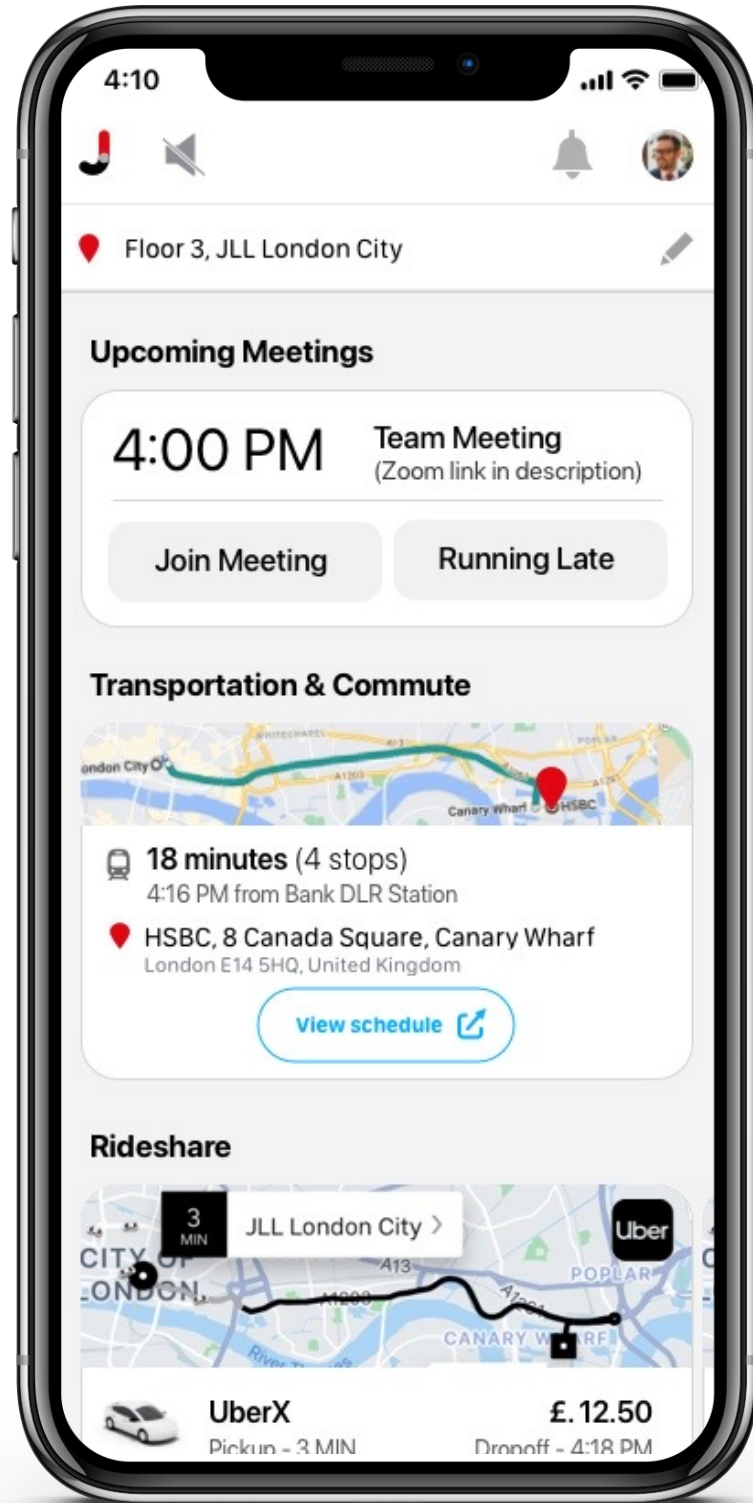 4:10
Floor 3, JLL London City
Upcoming Meetings
4:00 PM
Team Meeting
(Zoom link in description)
Join Meeting
Running Late
Transportation & Commute
WHITECHAPEL
A13
POPLAR
ondon City
A1203
A1261
Canary Wharf
HSBC
18 minutes (4 stops)
4:16 PM from Bank DLR Station
HSBC, 8 Canada Square, Canary Wharf
London E14 5HQ, United Kingdom
View schedule
Rideshare
3
MIN
JLL London City
Uber
CITY OF
LONDON
A13
POPLAR
A1203
A1261
CANARY WHARF
River Thames
UberX
£. 12.50
Pickup - 3 MIN
Dropoff - 4:18 PM